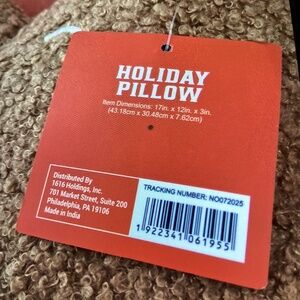 HOLIDAY
PILLOW
Item Dimensions: 17in. x 12in. x 3in.
(43.18cm x 30.48cm x 7.62cm)
Distributed By
1616 Holdings, Inc.
701 Market Street, Suite 200
Philadelphia, PA 19106
Made in India
TRACKING NUMBER: NO072025
1 922341 061955